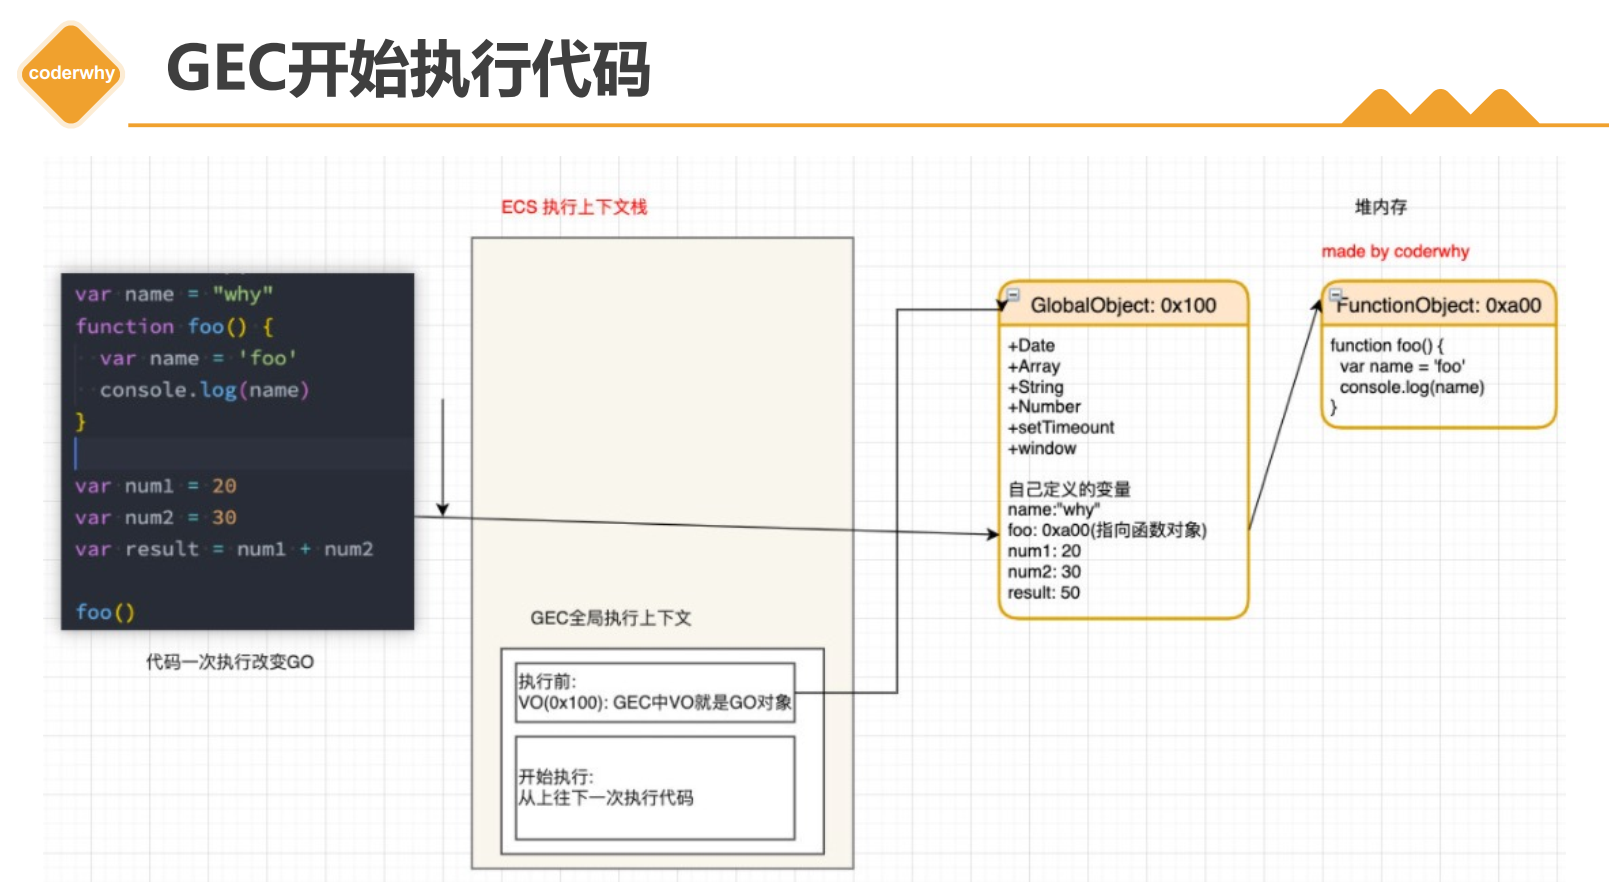 coderwhy
GEC开始执行代码
ECS 执行上下文栈
堆内存
made by coderwhy
var name = "why"
function foo() {
  var name = 'foo'
  console.log(name)
}
var num1 = 20
var num2 = 30
var result = num1 + num2
foo()
代码一次执行改变GO
GEC全局执行上下文
执行前:
VO(0x100): GEC中VO就是GO对象
开始执行:
从上往下一次执行代码
GlobalObject: 0x100
+Date
+Array
+String
+Number
+setTimeount
+window
自己定义的变量
name:"why"
foo: 0xa00(指向函数对象)
num1: 20
num2: 30
result: 50
FunctionObject: 0xa00
function foo() {
  var name = 'foo'
  console.log(name)
}